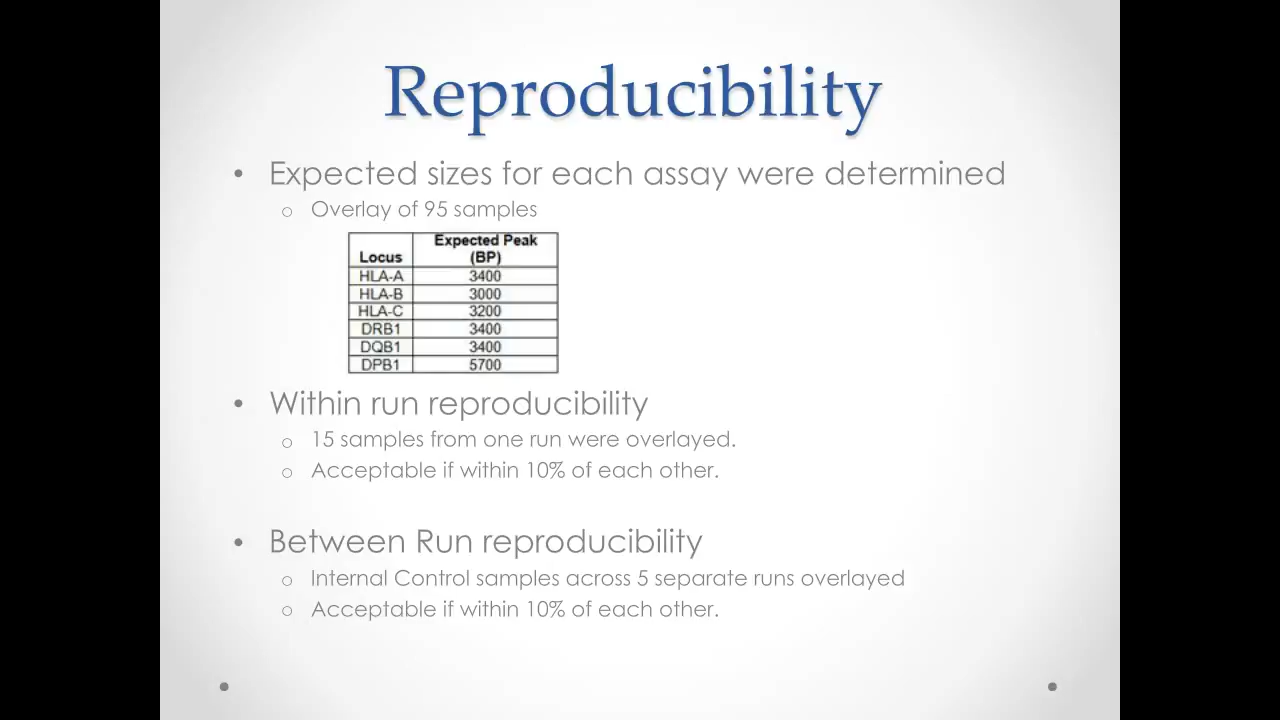 Reproducibility
• Expected sizes for each assay were determined
o Overlay of 95 samples
Locus Expected Peak (BP)
HLA-A 3400
HLA-B 3000
HLA-C 3200
DRB1 3400
DQB1 3400
DPB1 5700
• Within run reproducibility
o 15 samples from one run were overlayed.
o Acceptable if within 10% of each other.
• Between Run reproducibility
o Internal Control samples across 5 separate runs overlayed
o Acceptable if within 10% of each other.